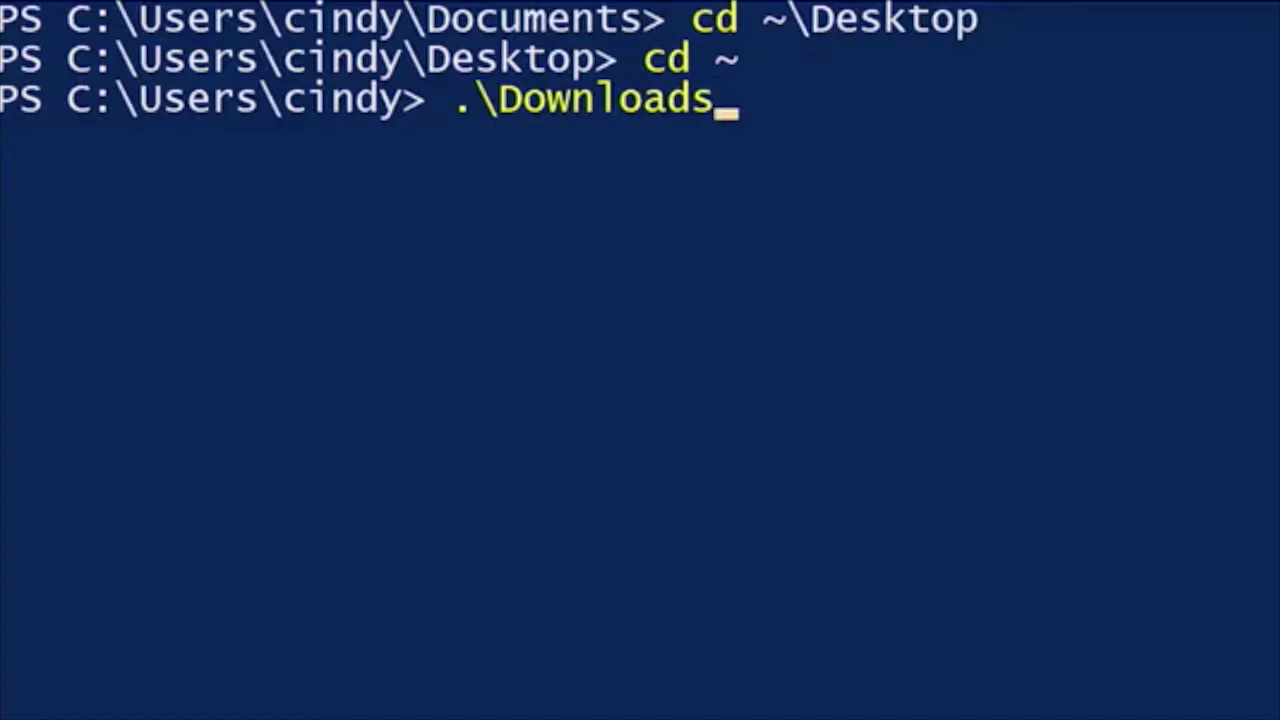 PS C:\Users\cindy\Documents> cd ~\Desktop
PS C:\Users\cindy\Desktop> cd ~
PS C:\Users\cindy> .\Downloads